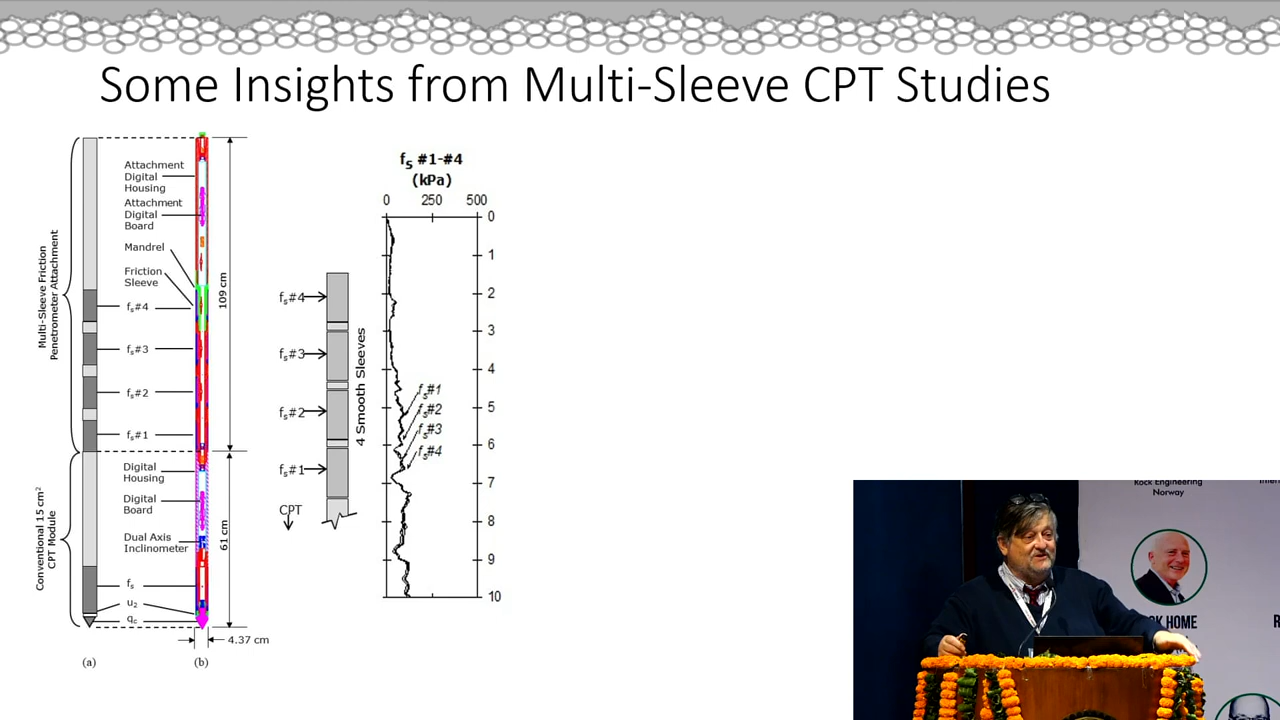 Some Insights from Multi-Sleeve CPT Studies
Multi-Sleeve Friction
Penetrometer Attachment
Conventional 15 cm²
CPT Module
Attachment
Digital
Housing
Attachment
Digital
Board
Mandrel
Friction
Sleeve
fs#4
fs#3
fs#2
fs#1
Digital
Housing
Digital
Board
Dual Axis
Inclinometer
fs
u2
qc
109 cm
61 cm
4.37 cm
(a)
(b)
fs#4
fs#3
fs#2
fs#1
CPT
4 Smooth Sleeves
fs #1-#4
(kPa)
0 250 500
0
1
2
3
4
5
6
7
8
9
10
fs#1
fs#2
fs#3
fs#4
Rock Engineering
Norway
HOME